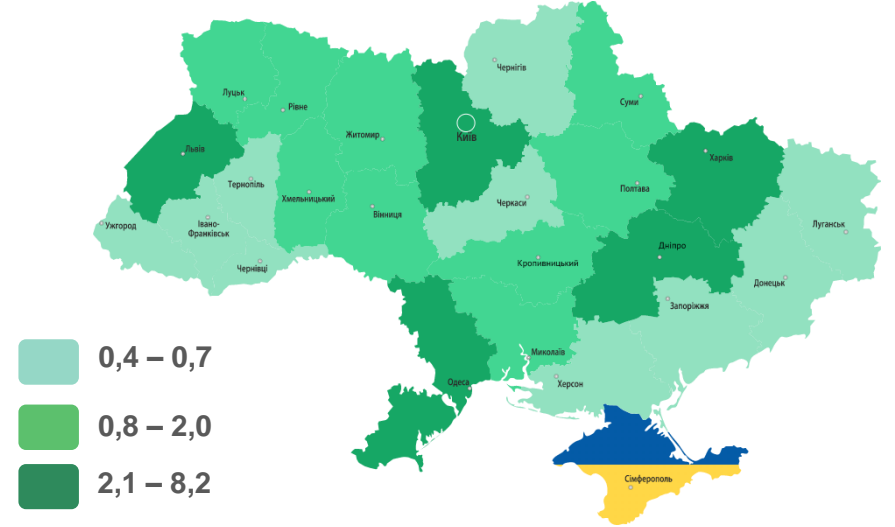 Чернігів
Луцьк
Рівне
Суми
Житомир
Київ
Львів
Харків
Тернопіль
Хмельницький
Полтава
Черкаси
Вінниця
Ужгород
Івано-
Франківськ
Луганськ
Дніпро
Чернівці
Кропивницький
Донецьк
Запоріжжя
Миколаїв
0,4 – 0,7
Одеса
Херсон
0,8 – 2,0
2,1 – 8,2
Сімферополь